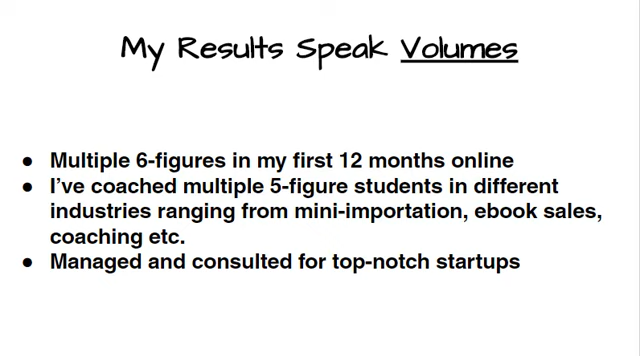 My Results Speak Volumes
● Multiple 6-figures in my first 12 months online
● I've coached multiple 5-figure students in different
industries ranging from mini-importation, ebook sales,
coaching etc.
● Managed and consulted for top-notch startups